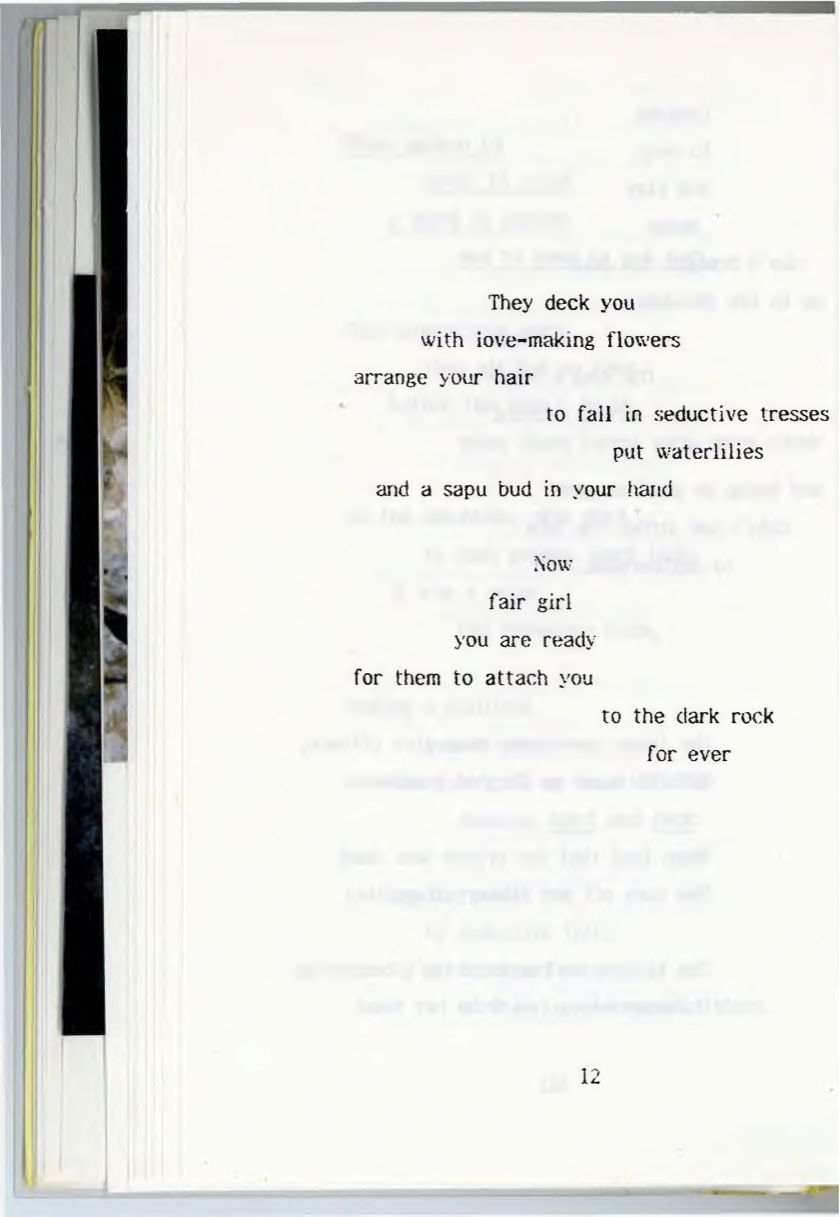 They deck you
with iove-making flowers
arrange your hair
to fall in seductive tresses
put waterlilies
and a sapu bud in your hand
Now
fair girl
you are ready
for them to attach you
to the dark rock
for ever
12